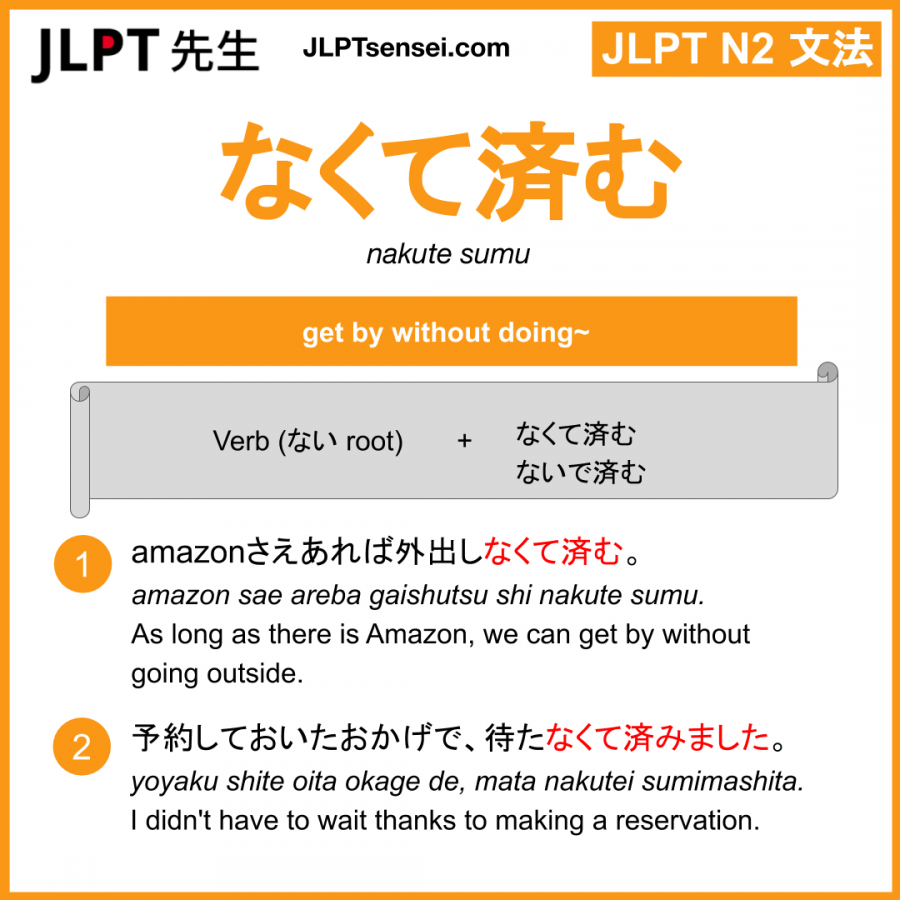 JLPT 先生
JLPTsensei.com
JLPT N2 文法
なくて済む
nakute sumu
get by without doing~
Verb (ない root) + なくて済む
ないで済む
1 amazonさえあれば外出しなくて済む。
amazon sae areba gaishutsu shi nakute sumu.
As long as there is Amazon, we can get by without
going outside.
2 予約しておいたおかげで、待たなくて済みました。
yoyaku shite oita okage de, mata nakutei sumimashita.
I didn't have to wait thanks to making a reservation.